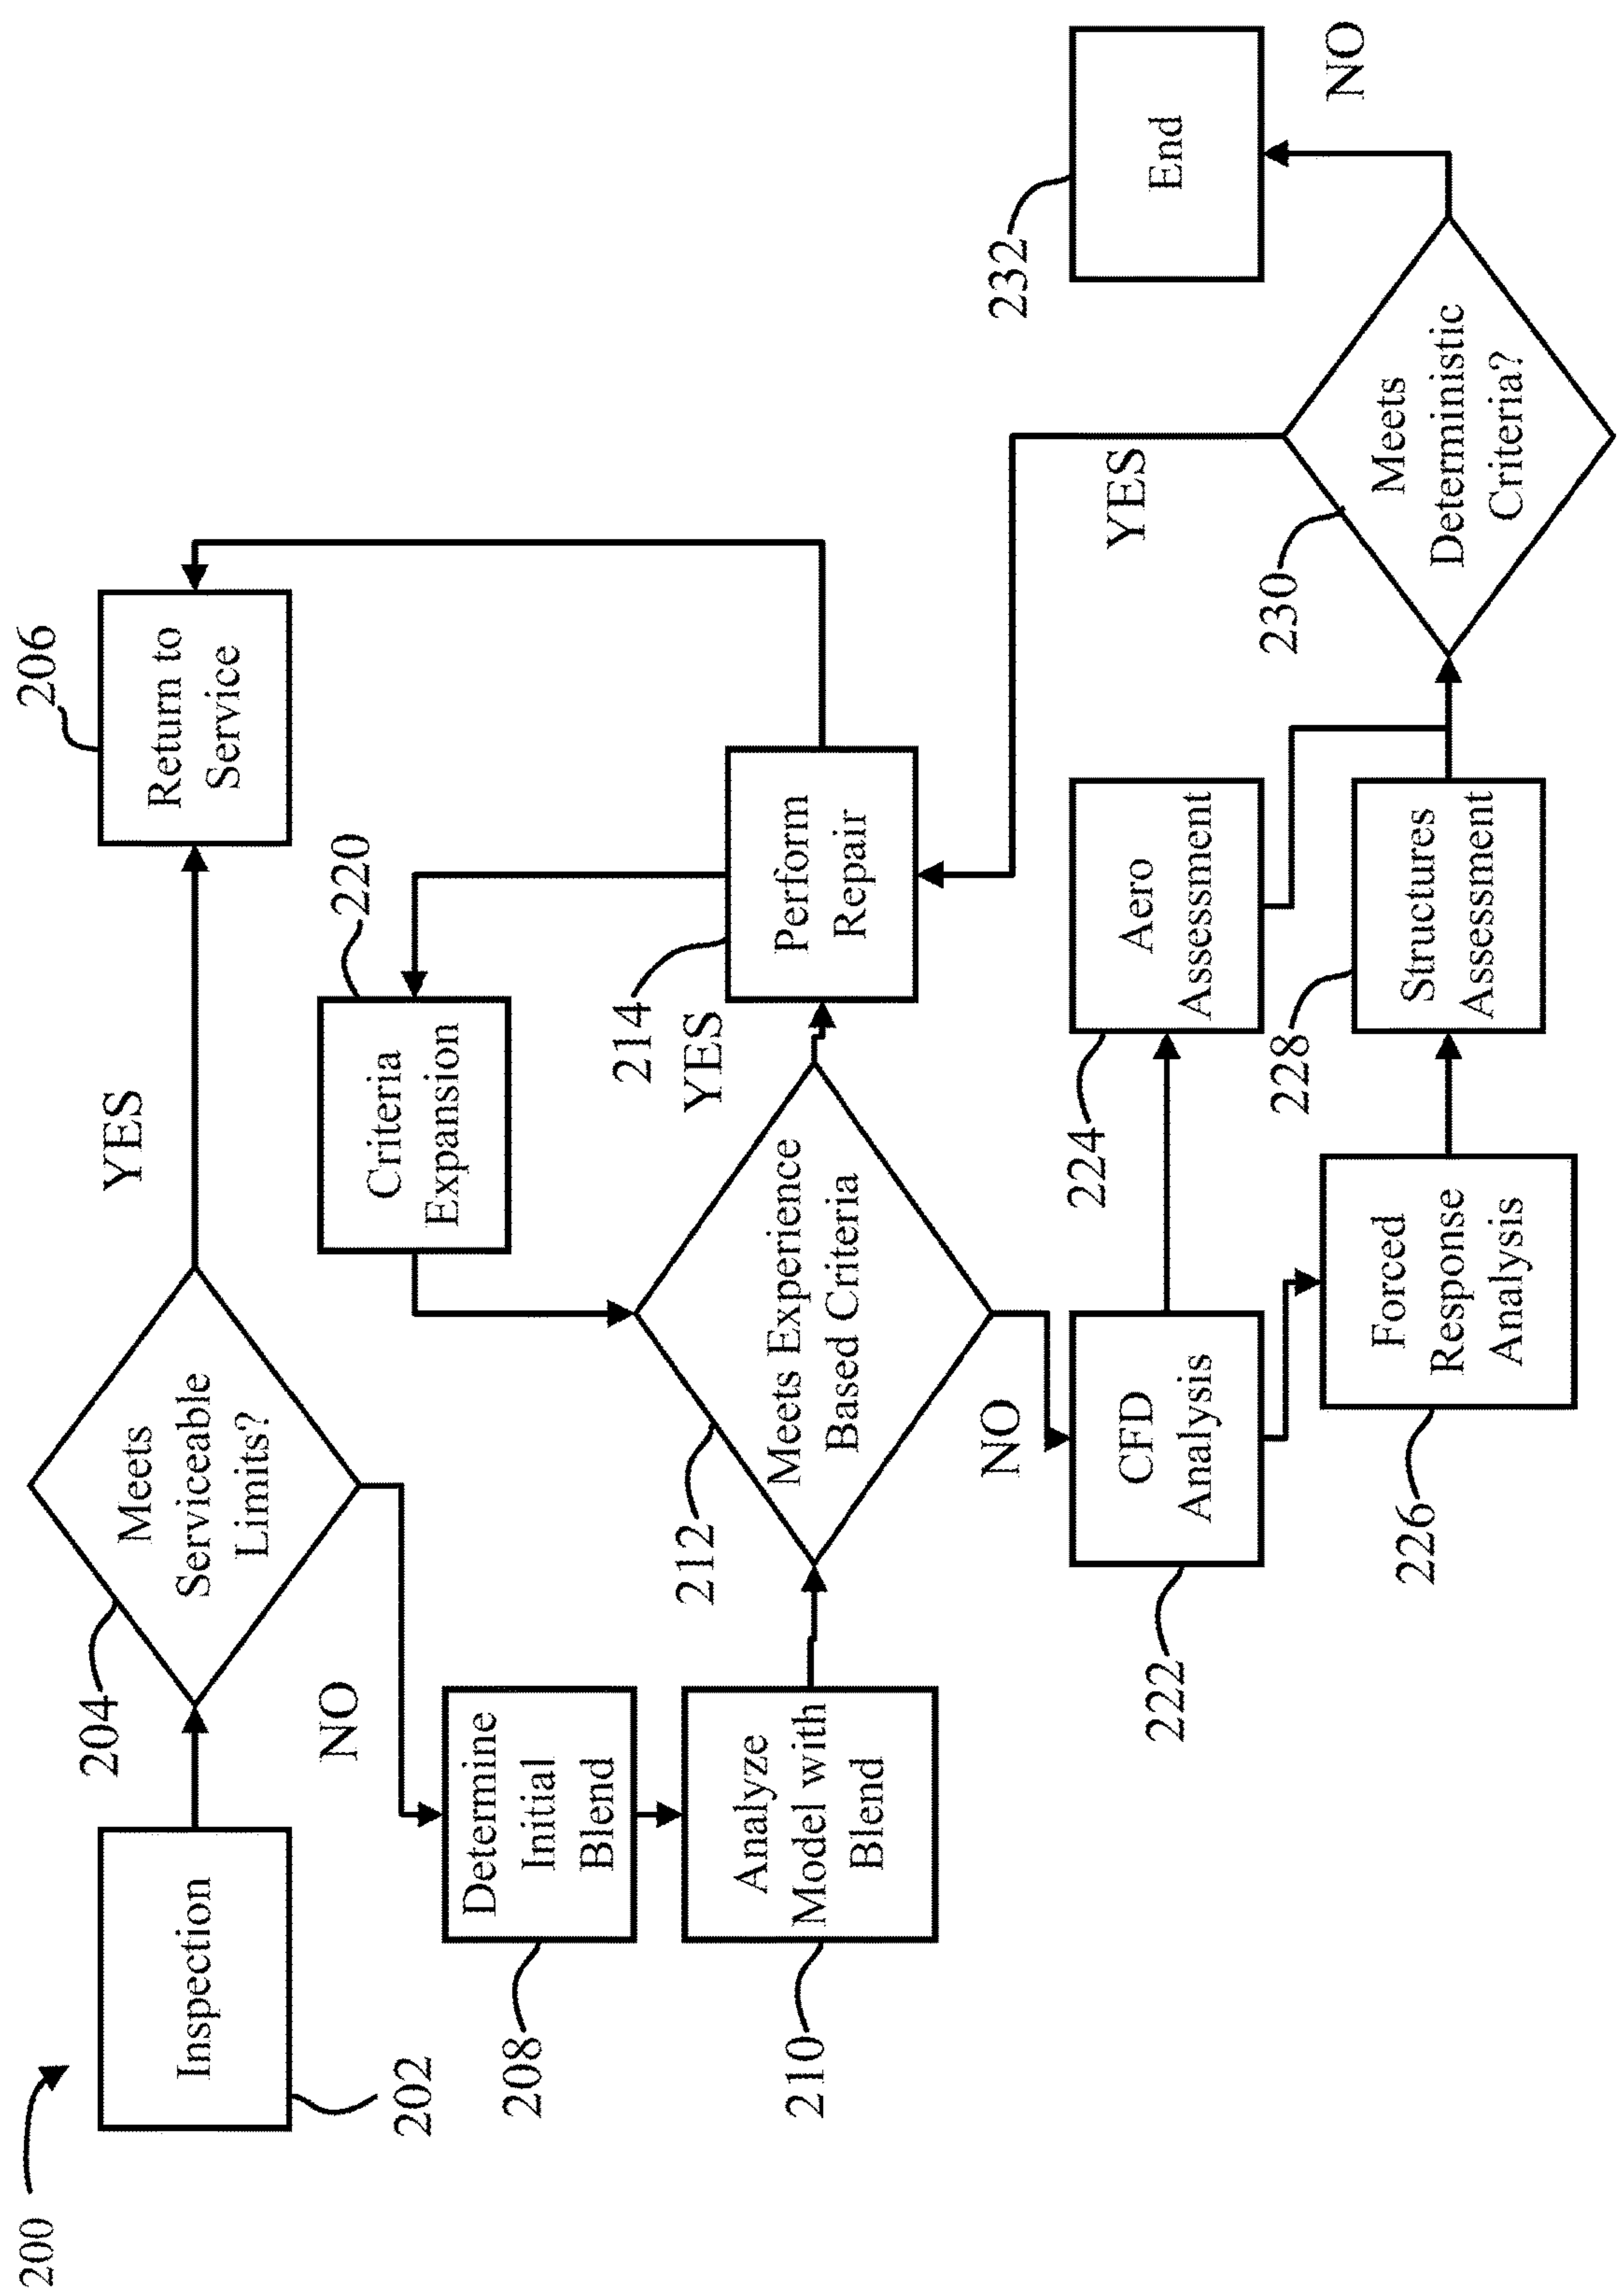 200
Inspection
202
204
Meets
Serviceable
Limits?
YES
NO
206
Return to
Service
208
Determine
Initial
Blend
210
Analyze
Model with
Blend
212
Meets Experience
Based Criteria
YES
NO
220
Criteria
Expansion
214
Perform
Repair
222
CFD
Analysis
224
Aero
Assessment
226
Forced
Response
Analysis
228
Structures
Assessment
230
Meets
Deterministic
Criteria?
YES
NO
232
End